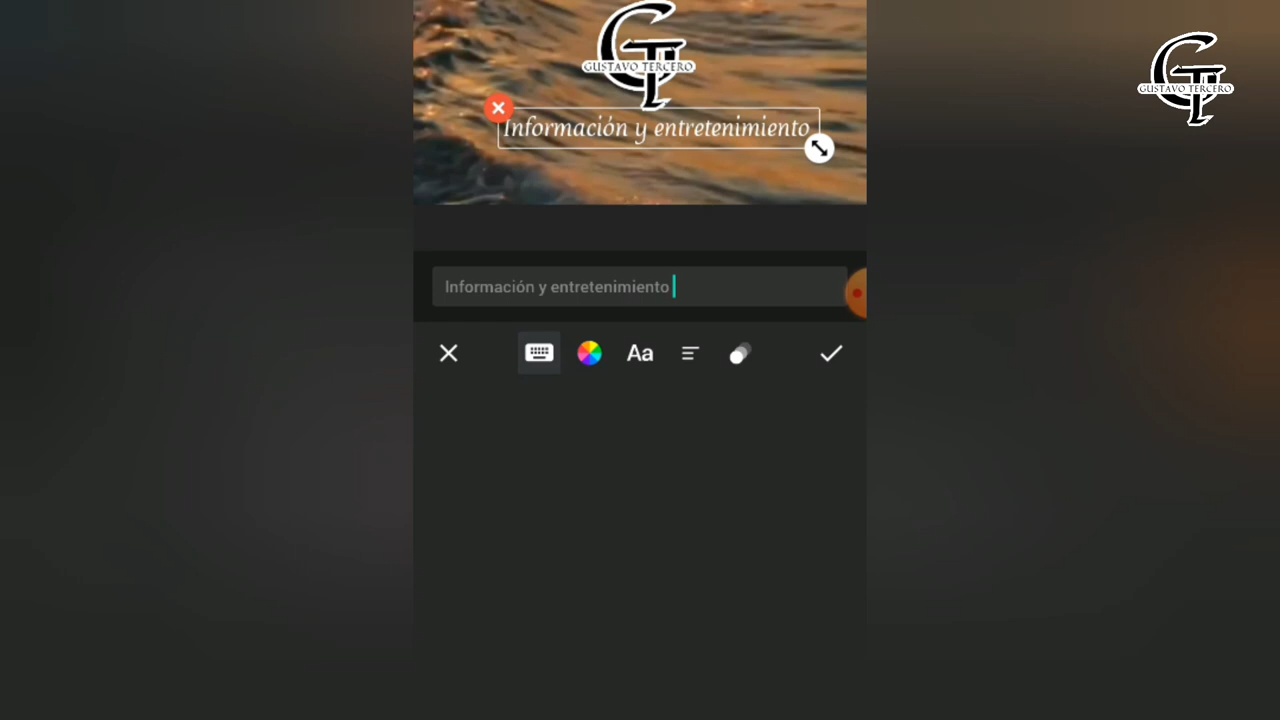 GUSTAVO TERCERO
GUSTAVO TERCERO
Información y entretenimiento
Información y entretenimiento
Aa